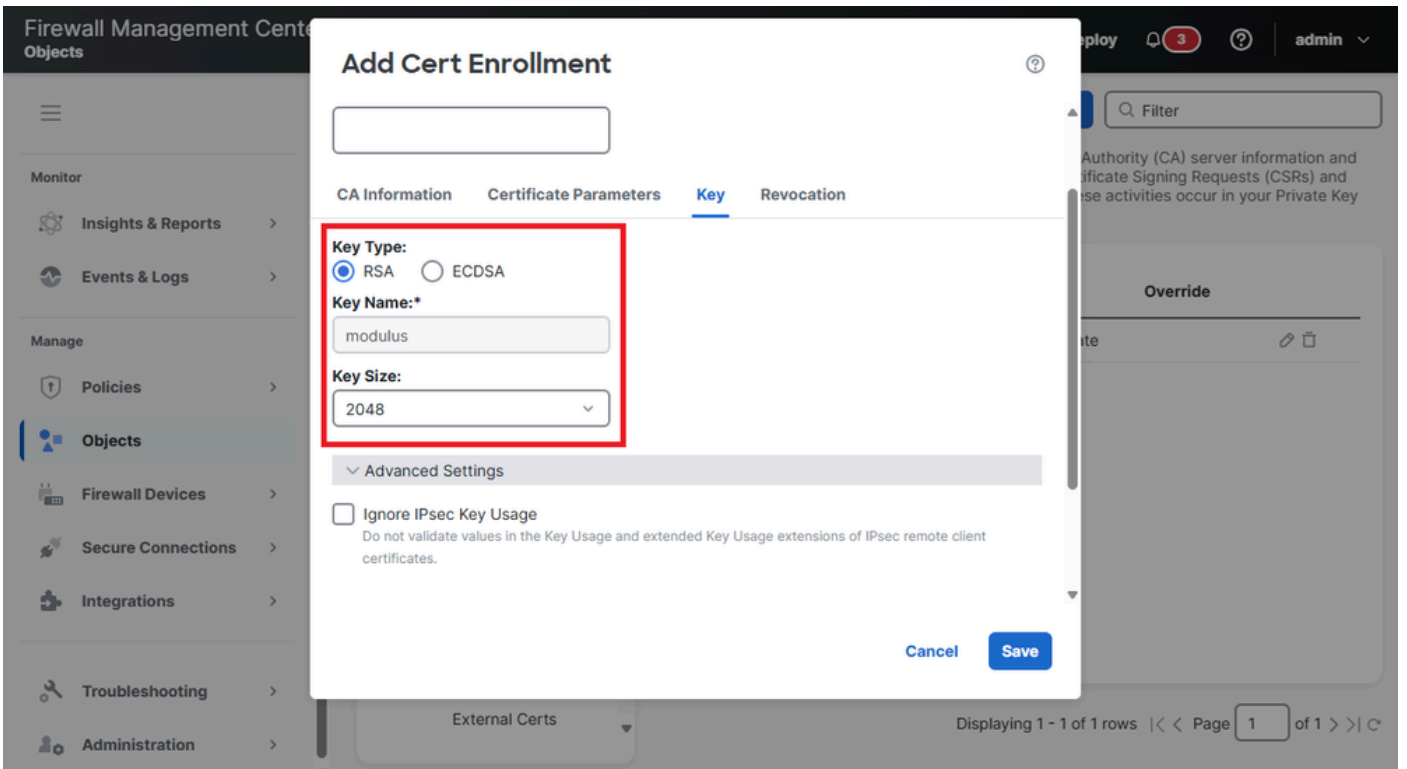 Firewall Management Cente
Objects
eploy
3
admin
Monitor
Insights & Reports
Events & Logs
Manage
Policies
Objects
Firewall Devices
Secure Connections
Integrations
Troubleshooting
Administration
Add Cert Enrollment
CA Information Certificate Parameters Key Revocation
Key Type:
RSA ECDSA
Key Name:*
modulus
Key Size:
2048
Advanced Settings
Ignore IPsec Key Usage
Do not validate values in the Key Usage and extended Key Usage extensions of IPsec remote client
certificates.
Cancel Save
Filter
Authority (CA) server information and
ificate Signing Requests (CSRs) and
ese activities occur in your Private Key
Override
ate
External Certs
Displaying 1 - 1 of 1 rows |< < Page 1 of 1 > >|